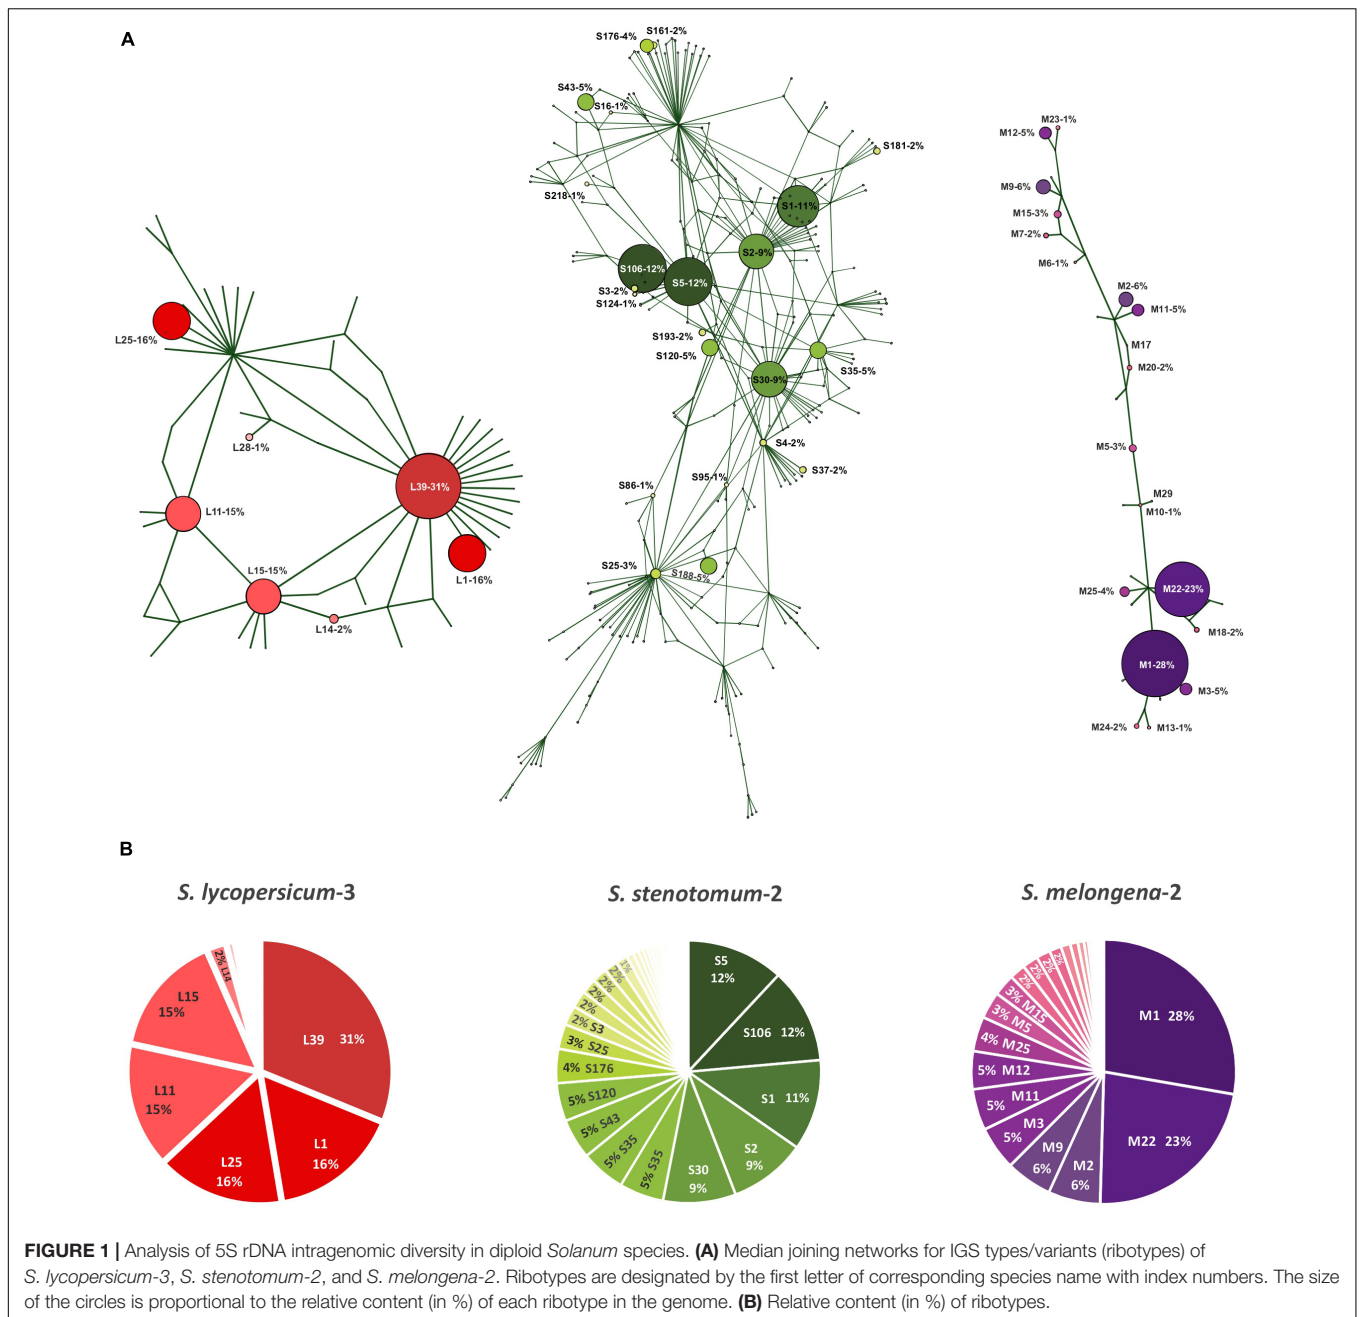 A
S176-4%
S161-2%
S43-5%
S16-1%
S181-2%
S218-1%
S1-11%
S2-9%
S106-12%
S5-12%
S3-2%
S124-1%
S193-2%
S120-5%
S35-5%
S30-9%
S4-2%
S37-2%
S86-1%
S95-1%
S25-3%
S188-5%
L25-16%
L28-1%
L39-31%
L11-15%
L1-16%
L15-15%
L14-2%
M23-1%
M12-5%
M9-6%
M15-3%
M7-2%
M6-1%
M2-6%
M11-5%
M17
M20-2%
M5-3%
M29
M10-1%
M25-4%
M22-23%
M18-2%
M1-28%
M3-5%
M24-2%
M13-1%
B
S. lycopersicum-3
S. stenotomum-2
S. melongena-2
2% L14
L15
15%
L39 31%
L11
15%
L25
16%
L1
16%
S5
12%
S106 12%
S1 11%
S2
9%
S30
9%
5% S35
5% S35
5% S43
5% S120
4% S176
3% S25
2% S3
2%
2%
2%
2%
1%
M1 28%
M22 23%
M2
6%
M9
6%
M3
5%
M11
5%
5% M12
4% M25
3% M5
3% M15
2%
2%
2%
2%
FIGURE 1 | Analysis of 5S rDNA intragenomic diversity in diploid Solanum species. (A) Median joining networks for IGS types/variants (ribotypes) of
S. lycopersicum-3, S. stenotomum-2, and S. melongena-2. Ribotypes are designated by the first letter of corresponding species name with index numbers. The size
of the circles is proportional to the relative content (in %) of each ribotype in the genome. (B) Relative content (in %) of ribotypes.